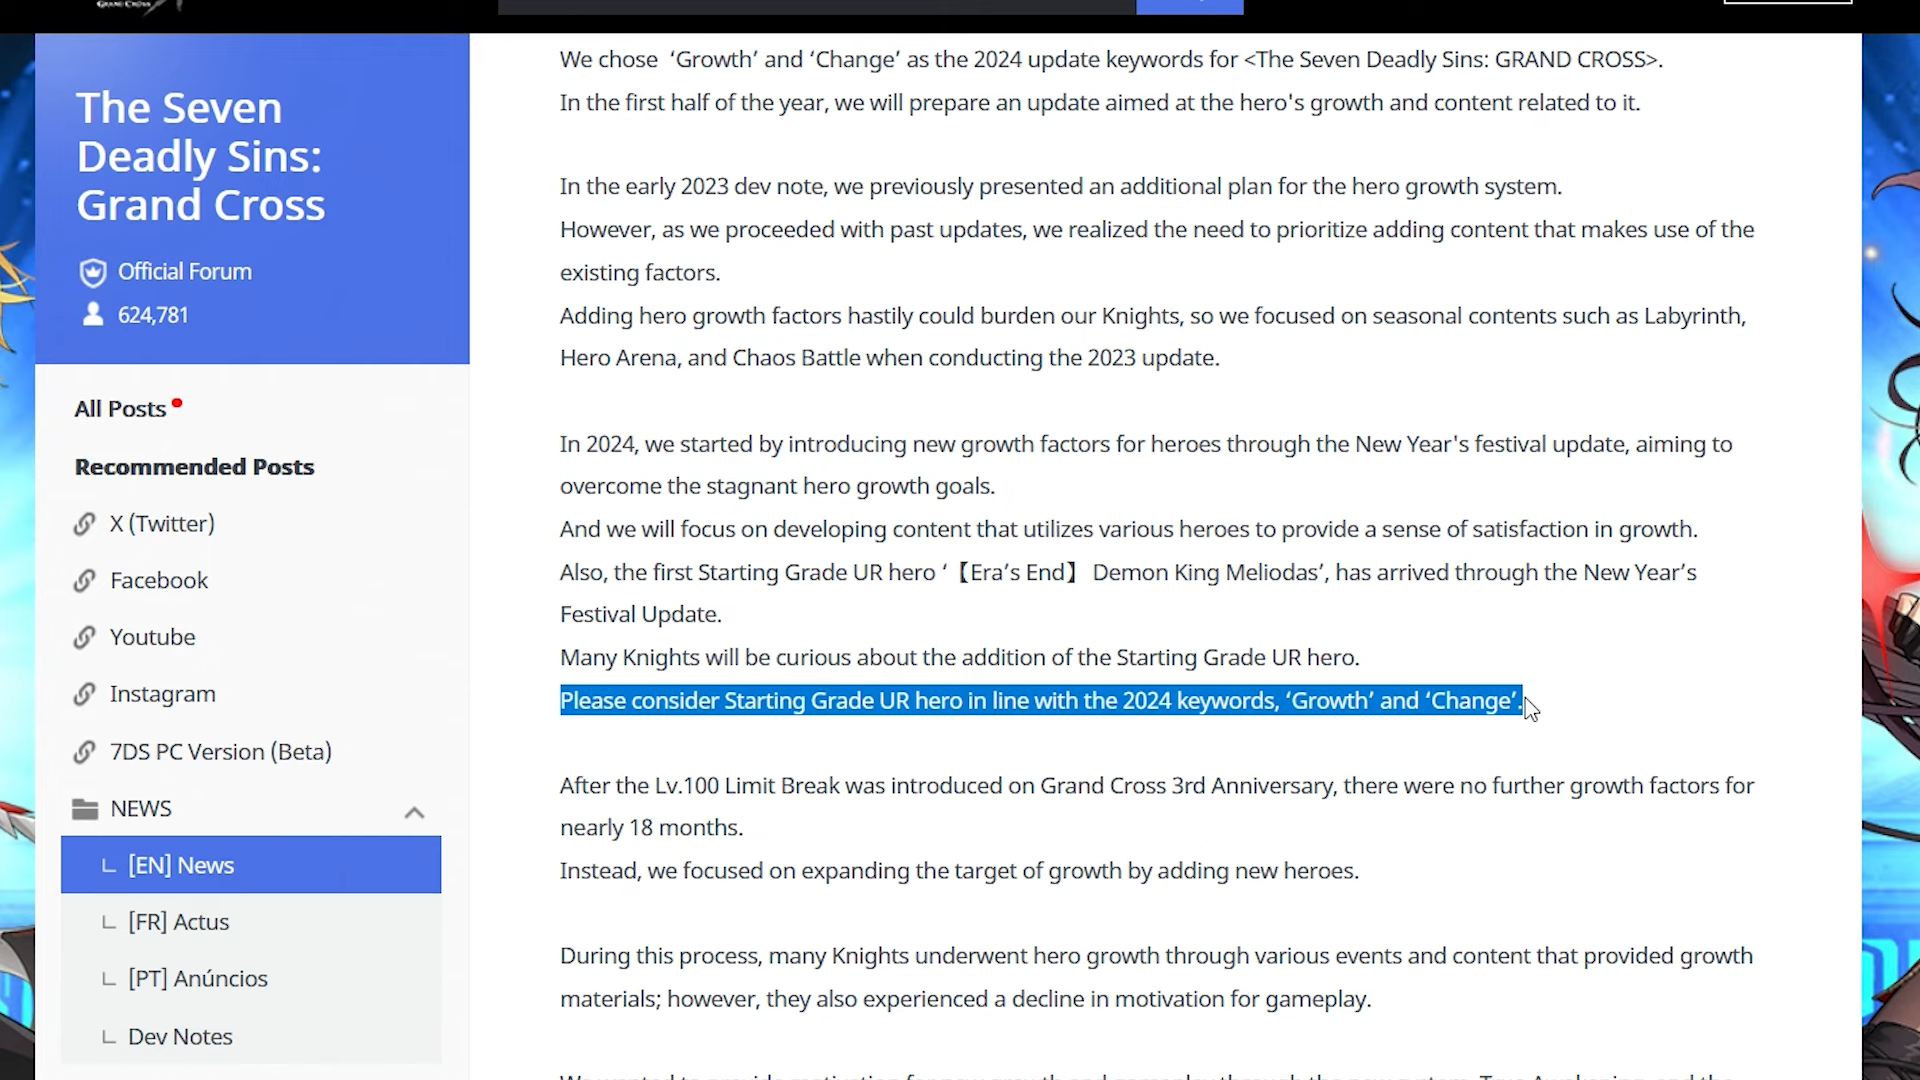 GRAND CROSS
The Seven
Deadly Sins:
Grand Cross
Official Forum
624,781
All Posts
Recommended Posts
X (Twitter)
Facebook
Youtube
Instagram
7DS PC Version (Beta)
NEWS
[EN] News
[FR] Actus
[PT] Anúncios
Dev Notes
We chose ‘Growth’ and ‘Change’ as the 2024 update keywords for <The Seven Deadly Sins: GRAND CROSS>.
In the first half of the year, we will prepare an update aimed at the hero's growth and content related to it.
In the early 2023 dev note, we previously presented an additional plan for the hero growth system.
However, as we proceeded with past updates, we realized the need to prioritize adding content that makes use of the
existing factors.
Adding hero growth factors hastily could burden our Knights, so we focused on seasonal contents such as Labyrinth,
Hero Arena, and Chaos Battle when conducting the 2023 update.
In 2024, we started by introducing new growth factors for heroes through the New Year's festival update, aiming to
overcome the stagnant hero growth goals.
And we will focus on developing content that utilizes various heroes to provide a sense of satisfaction in growth.
Also, the first Starting Grade UR hero ‘【Era’s End】 Demon King Meliodas’, has arrived through the New Year’s
Festival Update.
Many Knights will be curious about the addition of the Starting Grade UR hero.
Please consider Starting Grade UR hero in line with the 2024 keywords, ‘Growth’ and ‘Change’.
After the Lv.100 Limit Break was introduced on Grand Cross 3rd Anniversary, there were no further growth factors for
nearly 18 months.
Instead, we focused on expanding the target of growth by adding new heroes.
During this process, many Knights underwent hero growth through various events and content that provided growth
materials; however, they also experienced a decline in motivation for gameplay.